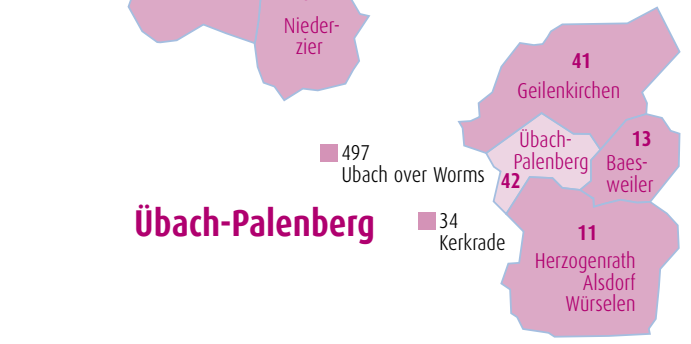 Nieder-
zier
41
Geilenkirchen
Übach-
Palenberg
42
13
Baes-
weiler
497
Ubach over Worms
Übach-Palenberg
34
Kerkrade
11
Herzogenrath
Alsdorf
Würselen